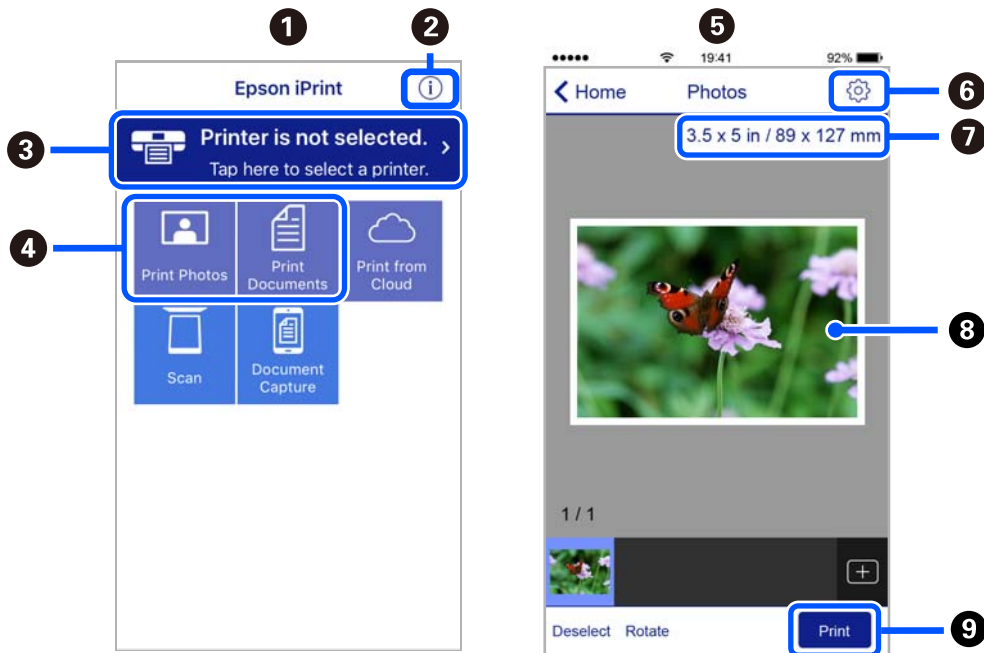 1
2
Epson iPrint
3
Printer is not selected.
Tap here to select a printer.
4
Print Photos
Print
Documents
Print from
Cloud
Scan
Document
Capture
5
19:41
92%
Home
Photos
6
3.5 x 5 in / 89 x 127 mm
7
8
1 / 1
Deselect
Rotate
Print
9